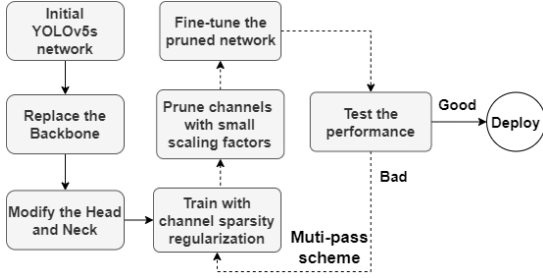 Initial
YOLOv5s
network
Replace the
Backbone
Modify the Head
and Neck
Train with
channel sparsity
regularization
Prune channels
with small
scaling factors
Fine-tune the
pruned network
Test the
performance
Good
Deploy
Bad
Muti-pass
scheme